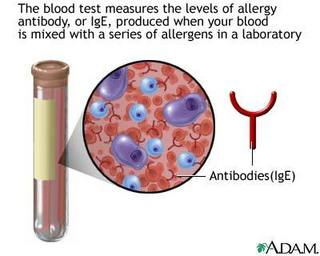 The blood test measures the levels of allergy
antibody, or IgE, produced when your blood
is mixed with a series of allergens in a laboratory
Antibodies(IgE)
ADAM.